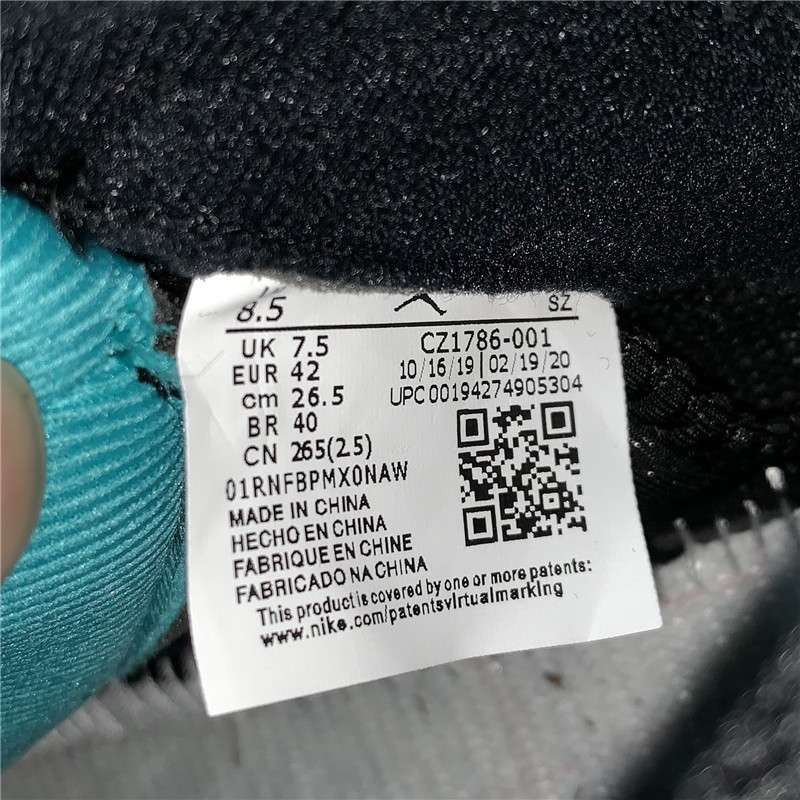 8.5 SZ
UK 7.5
EUR 42
cm 26.5
BR 40
CN 265(2.5)
CZ1786-001
10/16/19 | 02/19/20
UPC 00194274905304
01RNFBPMX0NAW
MADE IN CHINA
HECHO EN CHINA
FABRIQUE EN CHINE
FABRICADO NA CHINA
This product is covered by one or more patents:
www.nike.com/patentsvirtualmarking